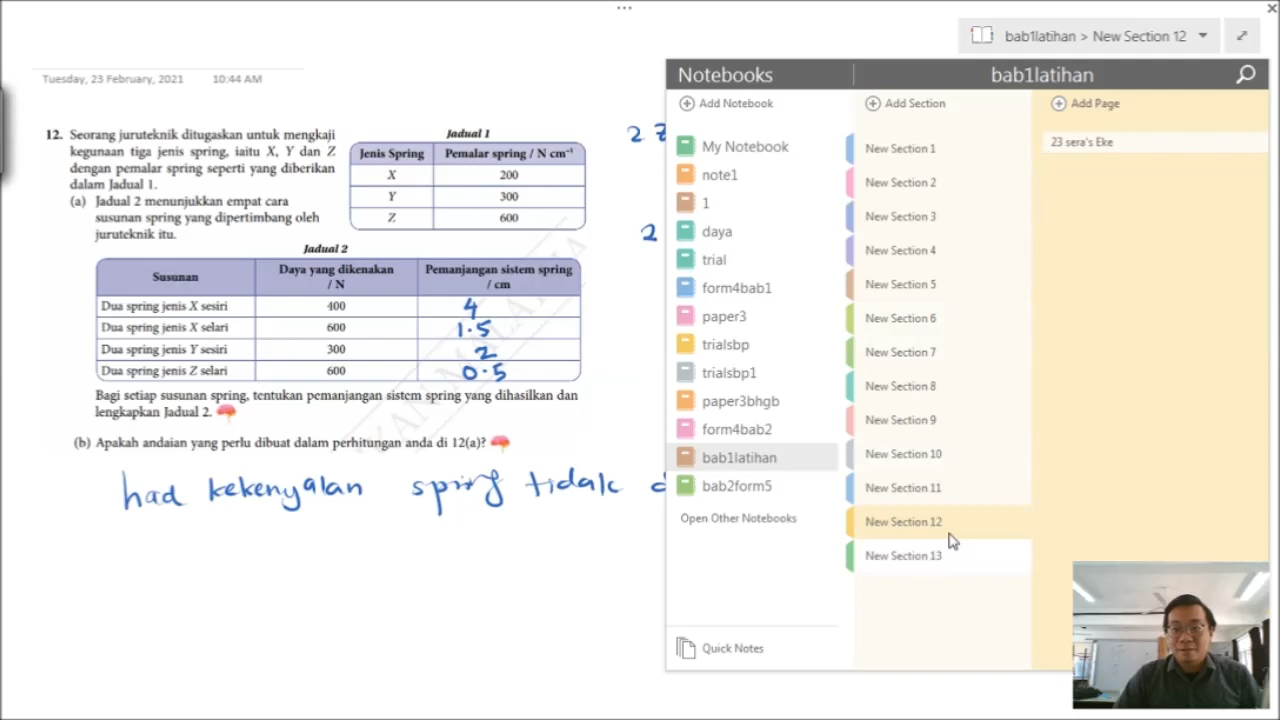 bab1latihan > New Section 12
Tuesday, 23 February, 2021 10:44 AM
12. Seorang juruteknik ditugaskan untuk mengkaji
kegunaan tiga jenis spring, iaitu X, Y dan Z
dengan pemalar spring seperti yang diberikan
dalam Jadual 1.
(a) Jadual 2 menunjukkan empat cara
susunan spring yang dipertimbang oleh
juruteknik itu.
Jadual 1
Jenis Spring Pemalar spring / N cm⁻¹
X 200
Y 300
Z 600
2 Z
2
Jadual 2
Susunan Daya yang dikenakan / N Pemanjangan sistem spring / cm
Dua spring jenis X sesiri 400 4
Dua spring jenis X selari 600 1.5
Dua spring jenis Y sesiri 300 2
Dua spring jenis Z selari 600 0.5
Bagi setiap susunan spring, tentukan pemanjangan sistem spring yang dihasilkan dan
lengkapkan Jadual 2.
(b) Apakah andaian yang perlu dibuat dalam perhitungan anda di 12(a)?
had kekenyalan spring tidak d
Notebooks
Add Notebook
My Notebook
note1
1
daya
trial
form4bab1
paper3
trialsbp
trialsbp1
paper3bhgb
form4bab2
bab1latihan
bab2form5
Open Other Notebooks
Quick Notes
bab1latihan
Add Section
New Section 1
New Section 2
New Section 3
New Section 4
New Section 5
New Section 6
New Section 7
New Section 8
New Section 9
New Section 10
New Section 11
New Section 12
New Section 13
Add Page
23 sera's Eke